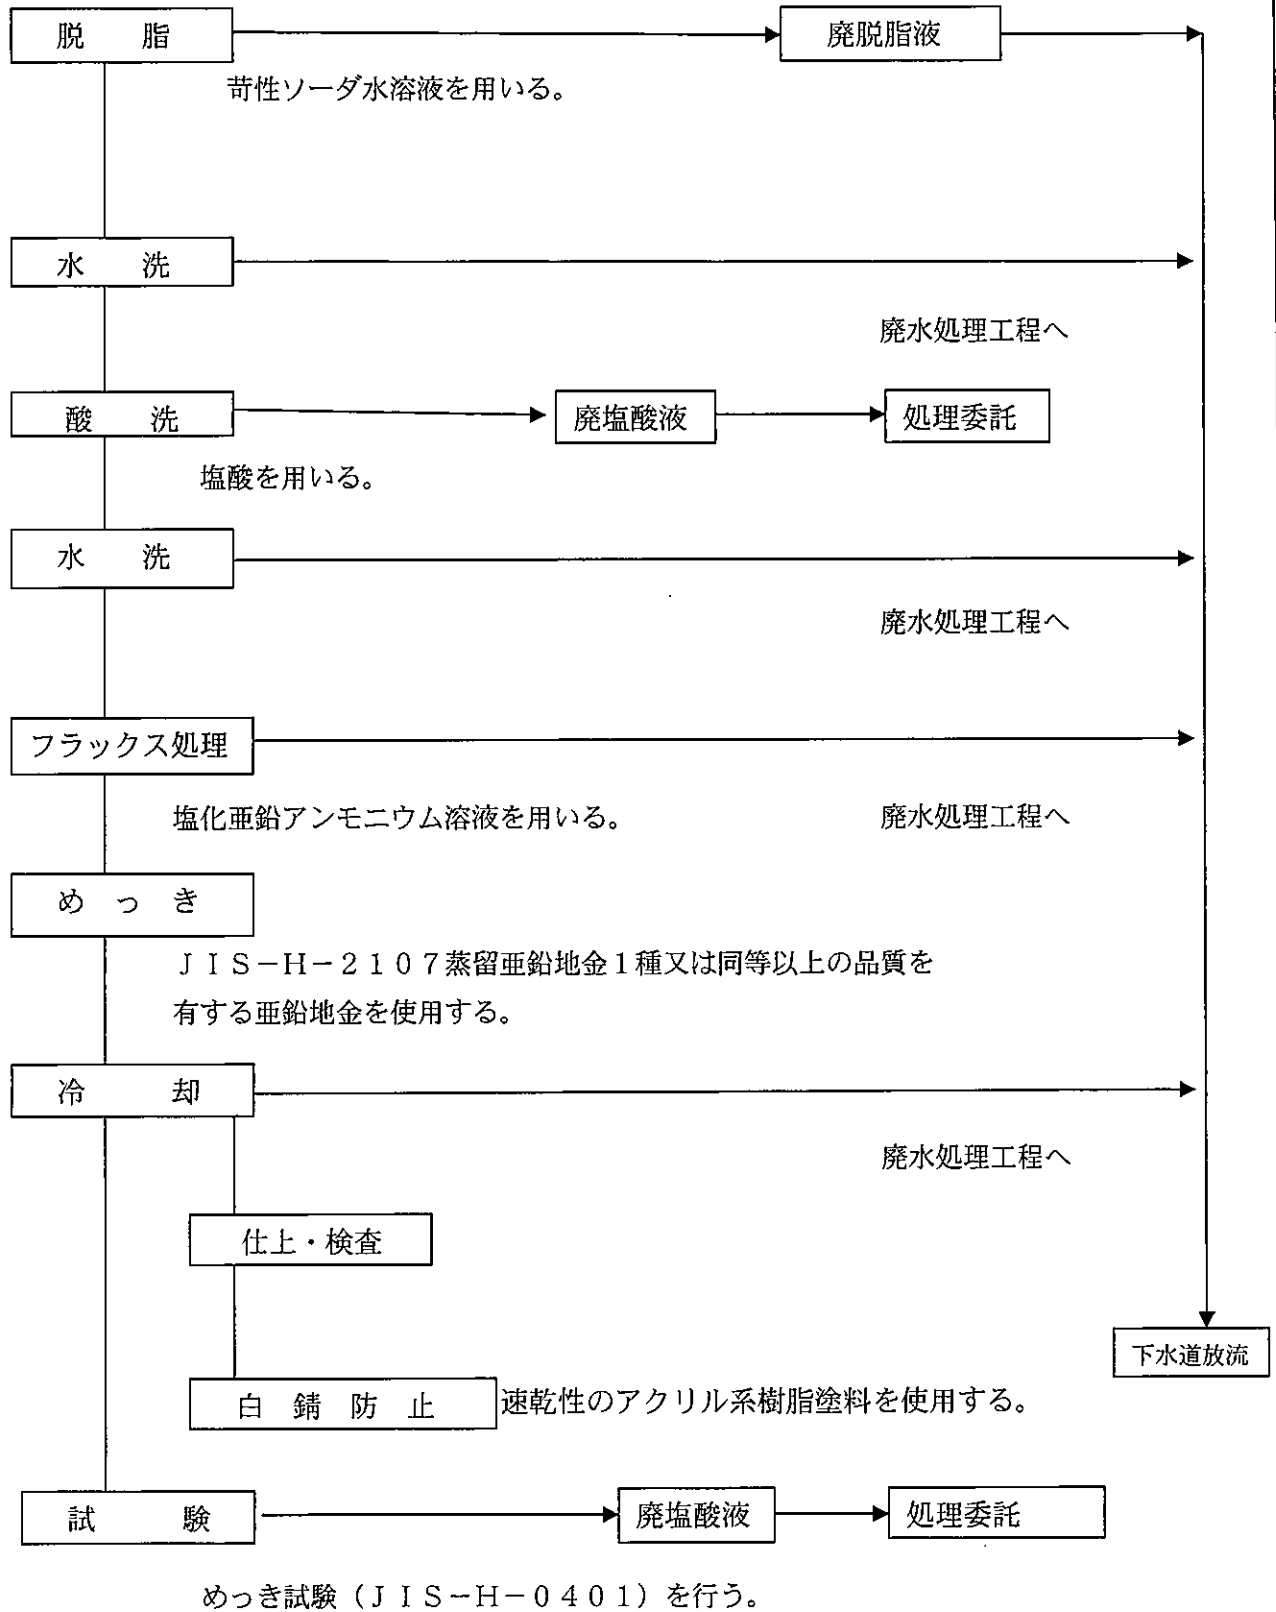 脱　脂
廃脱脂液
苛性ソーダ水溶液を用いる。
水　洗
廃水処理工程へ
酸　洗
廃塩酸液
処理委託
塩酸を用いる。
水　洗
廃水処理工程へ
フラックス処理
塩化亜鉛アンモニウム溶液を用いる。
廃水処理工程へ
め　っ　き
ＪＩＳ－Ｈ－２１０７蒸留亜鉛地金１種又は同等以上の品質を
有する亜鉛地金を使用する。
冷　却
廃水処理工程へ
仕上・検査
下水道放流
白　錆　防　止
速乾性のアクリル系樹脂塗料を使用する。
試　験
廃塩酸液
処理委託
めっき試験（ＪＩＳ－Ｈ－０４０１）を行う。